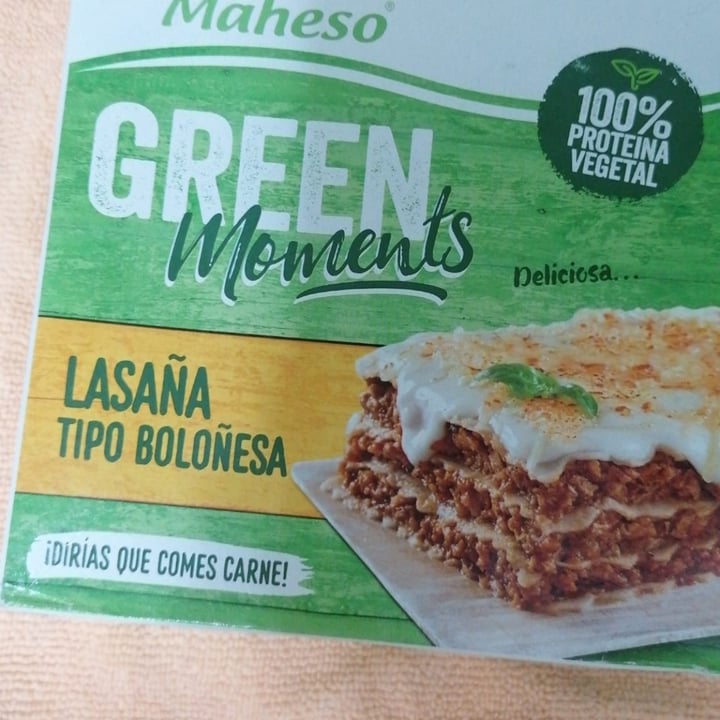 Maheso®
GREEN
Moments
100%
PROTEINA
VEGETAL
Deliciosa...
LASAÑA
TIPO BOLOÑESA
¡DIRÍAS QUE COMES CARNE!